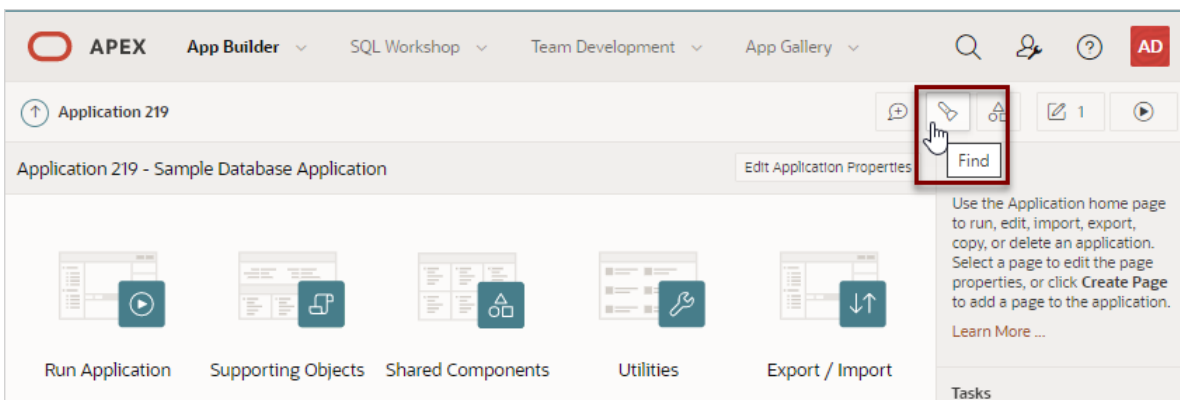 APEX App Builder SQL Workshop Team Development App Gallery AD
Application 219 1
Find
Application 219 - Sample Database Application Edit Application Properties
Use the Application home page
to run, edit, import, export,
copy, or delete an application.
Select a page to edit the page
properties, or click Create Page
to add a page to the application.
Learn More ...
Run Application Supporting Objects Shared Components Utilities Export / Import
Tasks